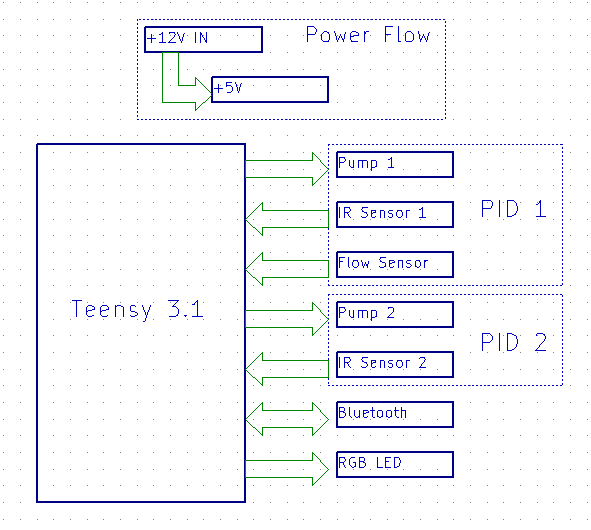 +12V IN
Power Flow
+5V
Pump 1
IR Sensor 1
PID 1
Flow Sensor
Teensy 3.1
Pump 2
PID 2
IR Sensor 2
Bluetooth
RGB LED